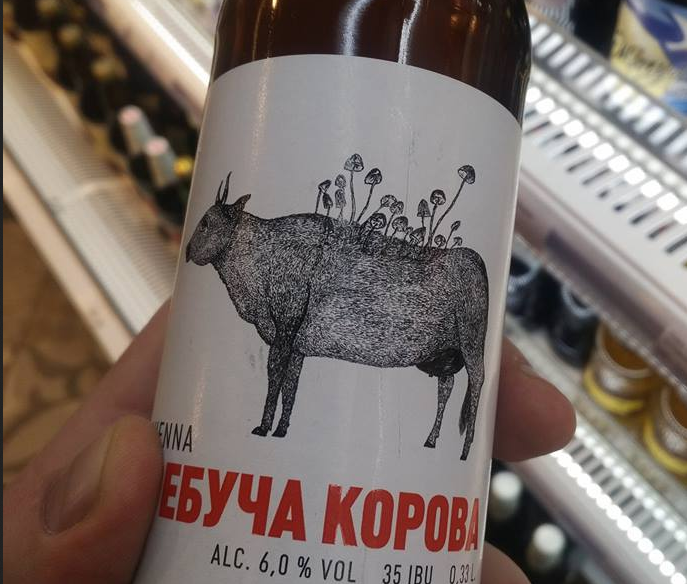 ENNA
ЕБУЧА КОРОВА
ALC. 6,0 % VOL 35 IBU 0,33 L